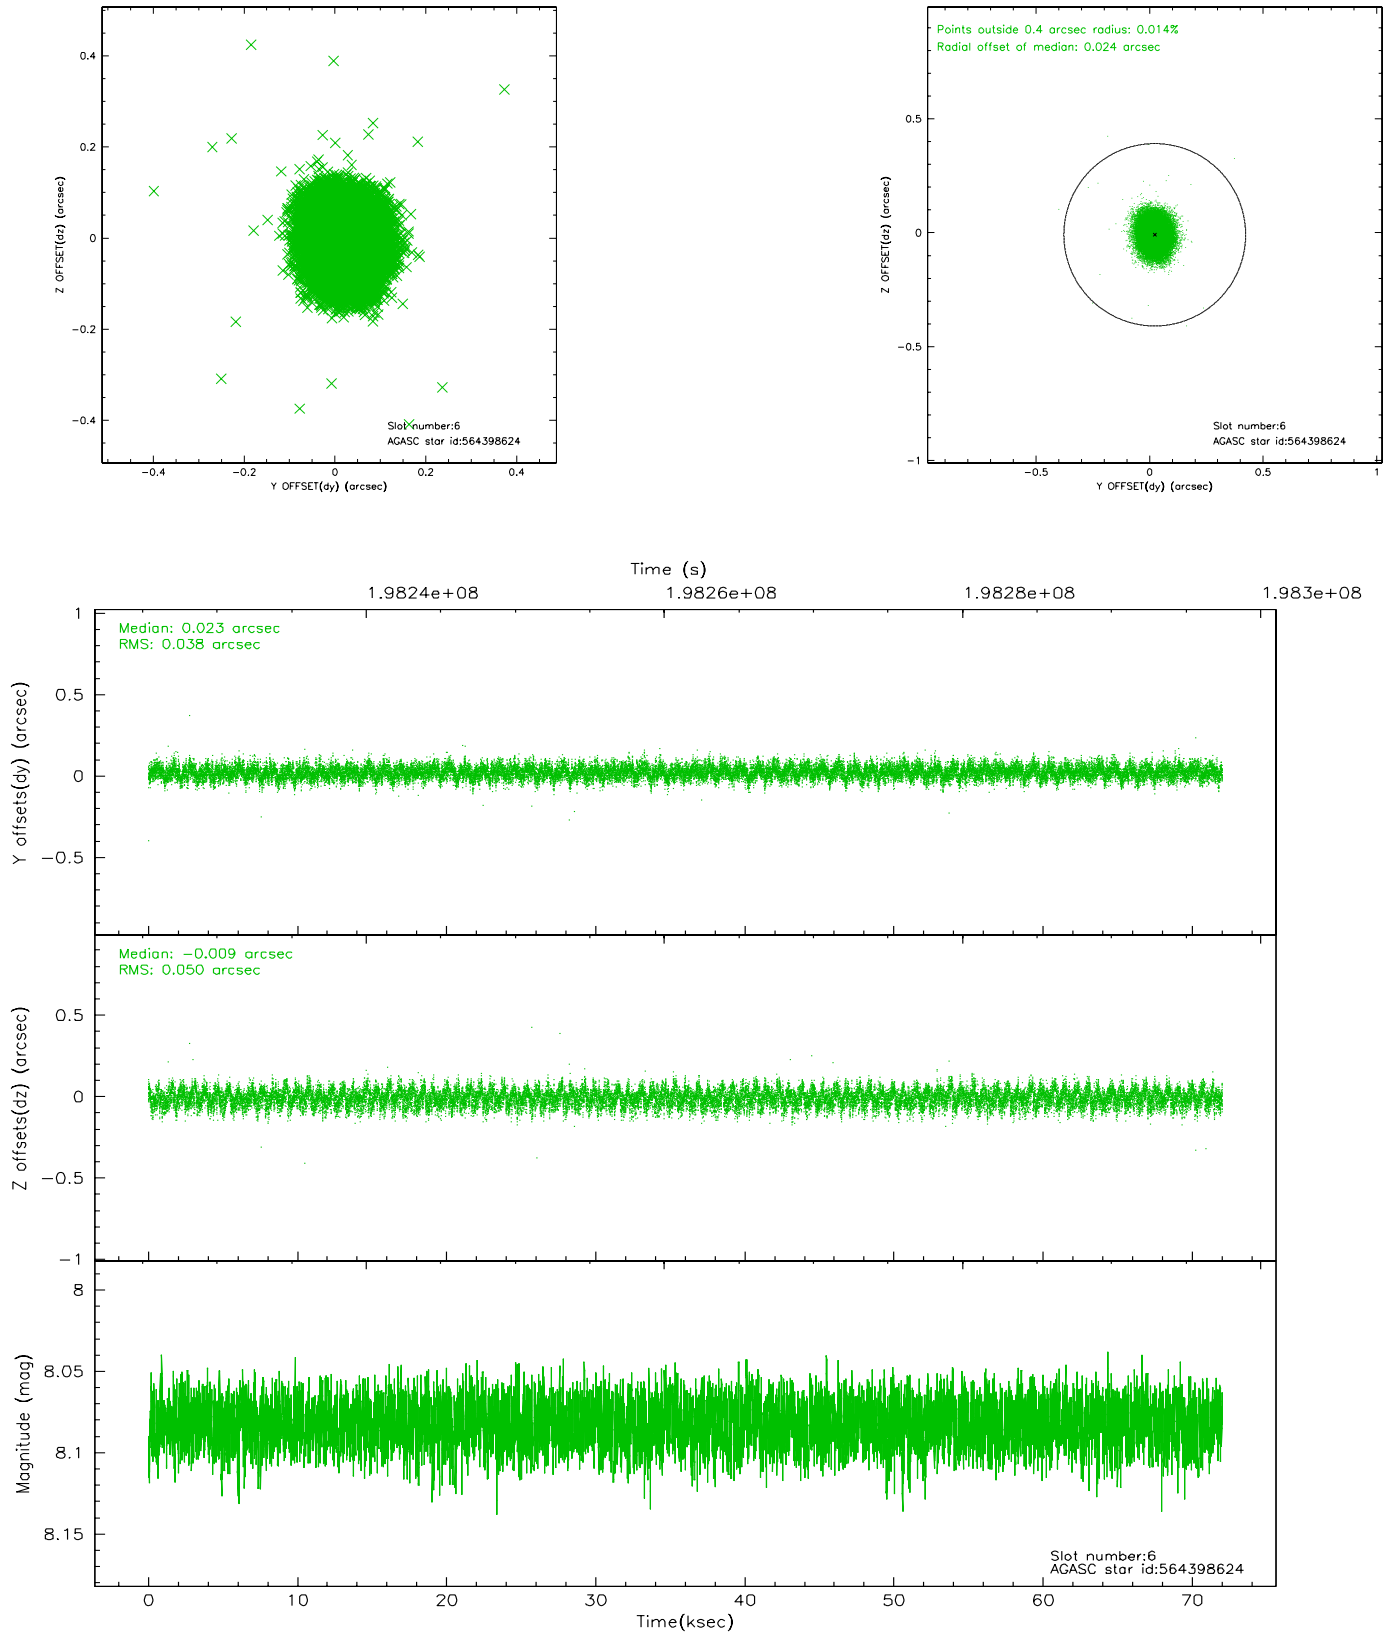 0.4
0.2
0
-0.2
-0.4
Z OFFSET(dz) (arcsec)
-0.4 -0.2 0 0.2 0.4
Y OFFSET(dy) (arcsec)
Slot number:6
AGASC star id:564398624
Points outside 0.4 arcsec radius: 0.014%
Radial offset of median: 0.024 arcsec
0.5
0
-0.5
-1
Z OFFSET(dz) (arcsec)
-0.5 0 0.5 1
Y OFFSET(dy) (arcsec)
Slot number:6
AGASC star id:564398624
Time (s)
1.9824e+08 1.9826e+08 1.9828e+08 1.983e+08
Median: 0.023 arcsec
RMS: 0.038 arcsec
1
0.5
0
-0.5
Y offsets(dy) (arcsec)
Median: -0.009 arcsec
RMS: 0.050 arcsec
0.5
0
-0.5
-1
Z offsets(dz) (arcsec)
8
8.05
8.1
8.15
Magnitude (mag)
Slot number:6
AGASC star id:564398624
0 10 20 30 40 50 60 70
Time(ksec)